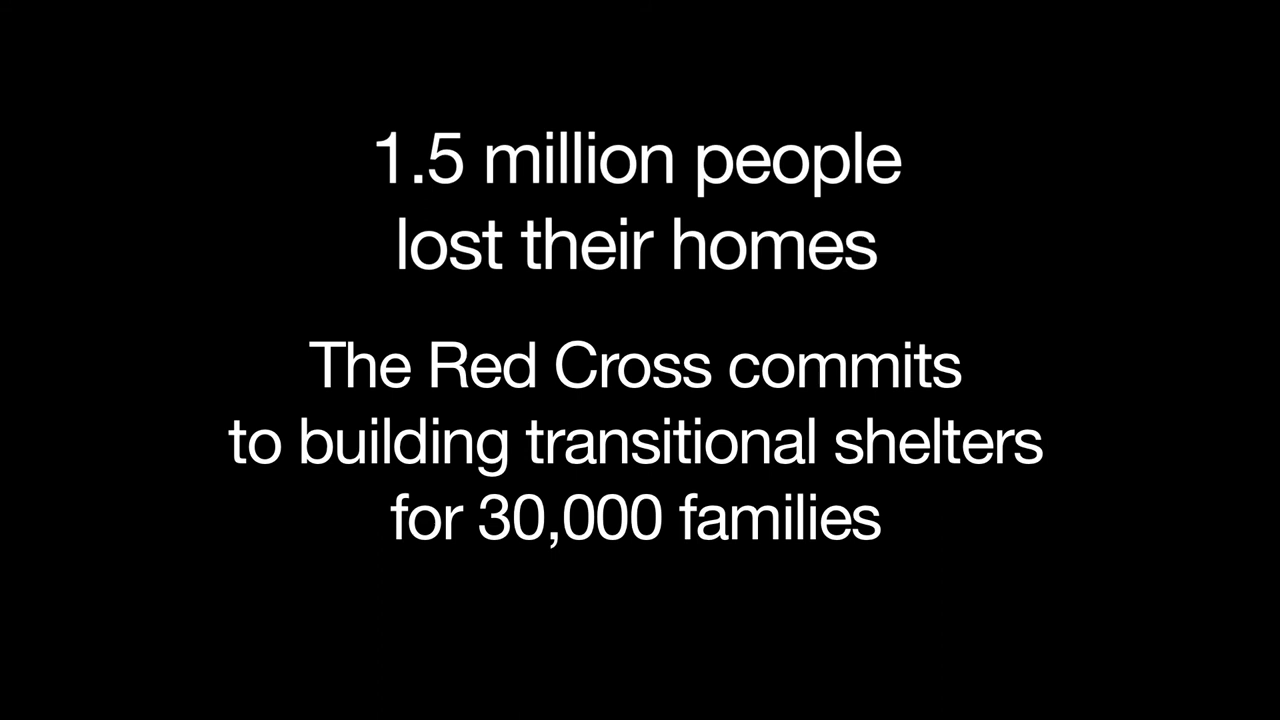 1.5 million people
lost their homes
The Red Cross commits
to building transitional shelters
for 30,000 families